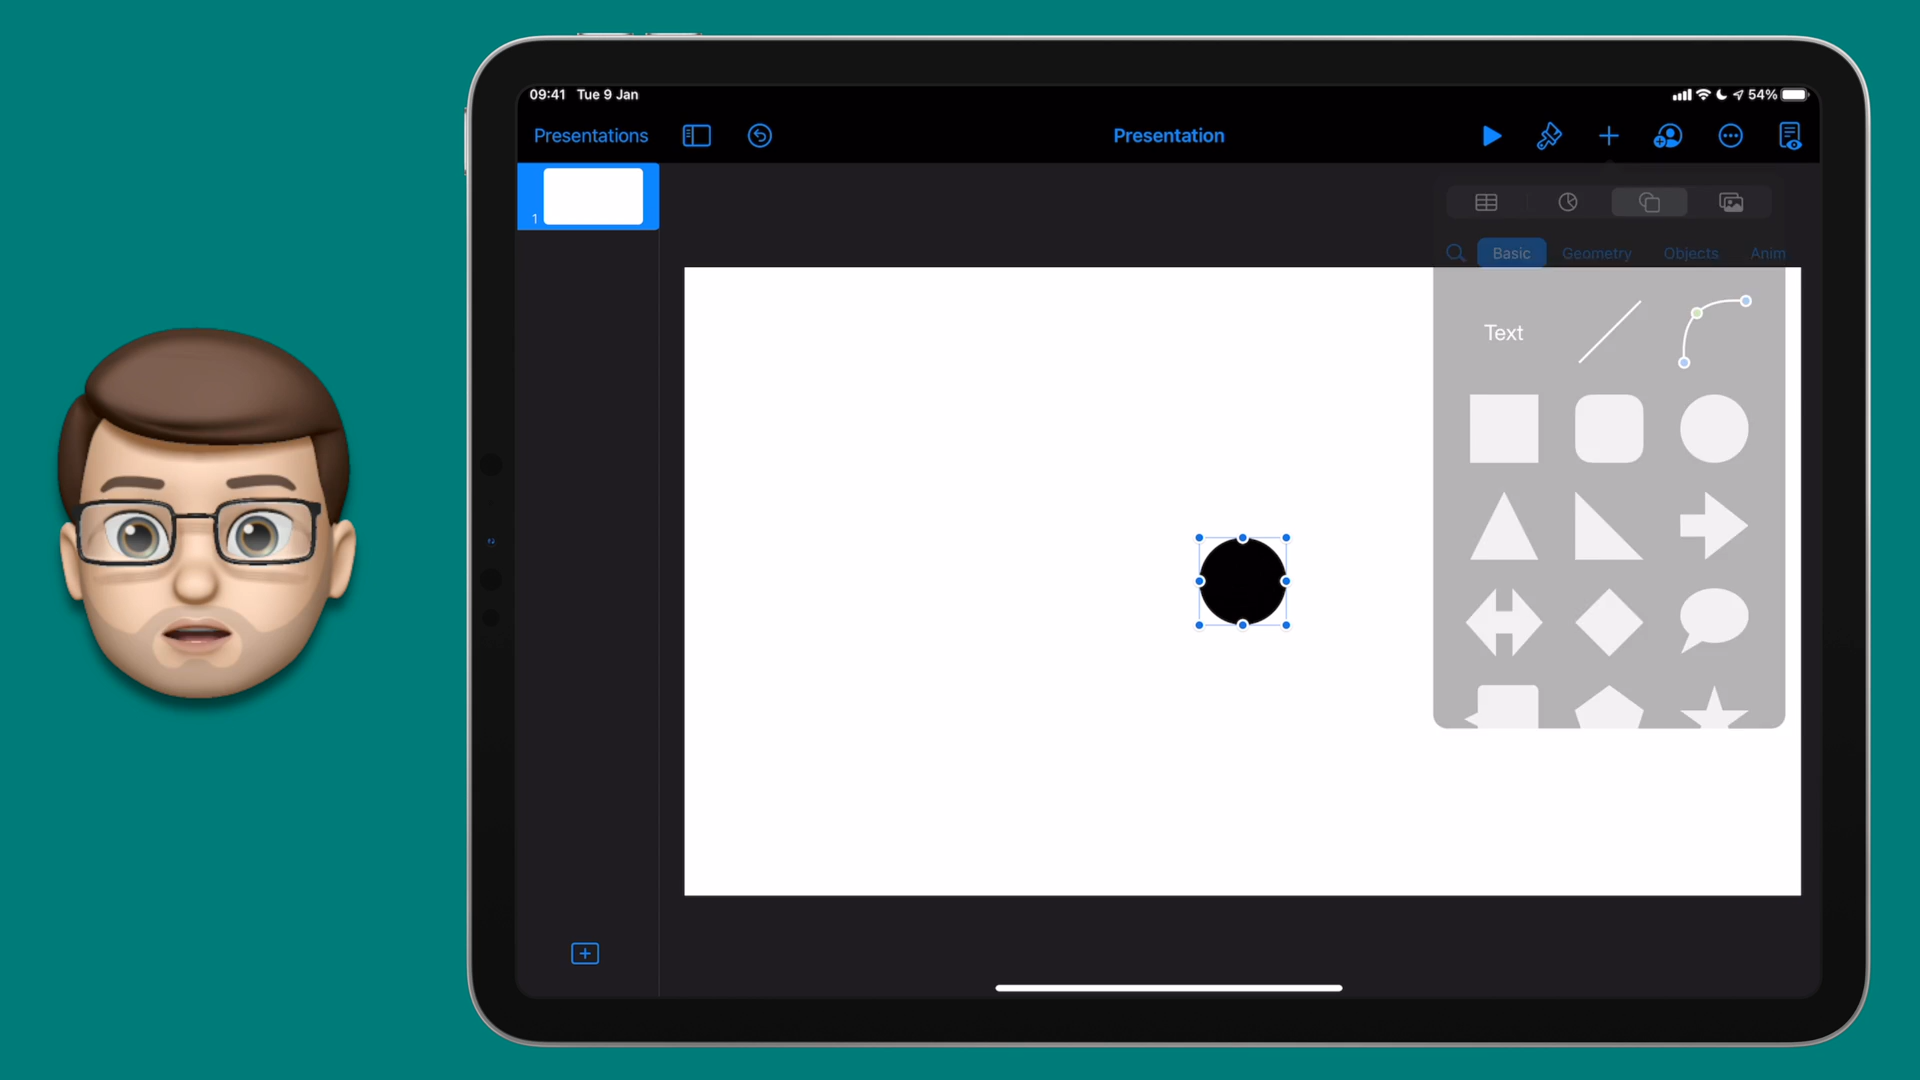 09:41 Tue 9 Jan
54%
Presentations
Presentation
1
Basic Geometry Objects Anim
Text